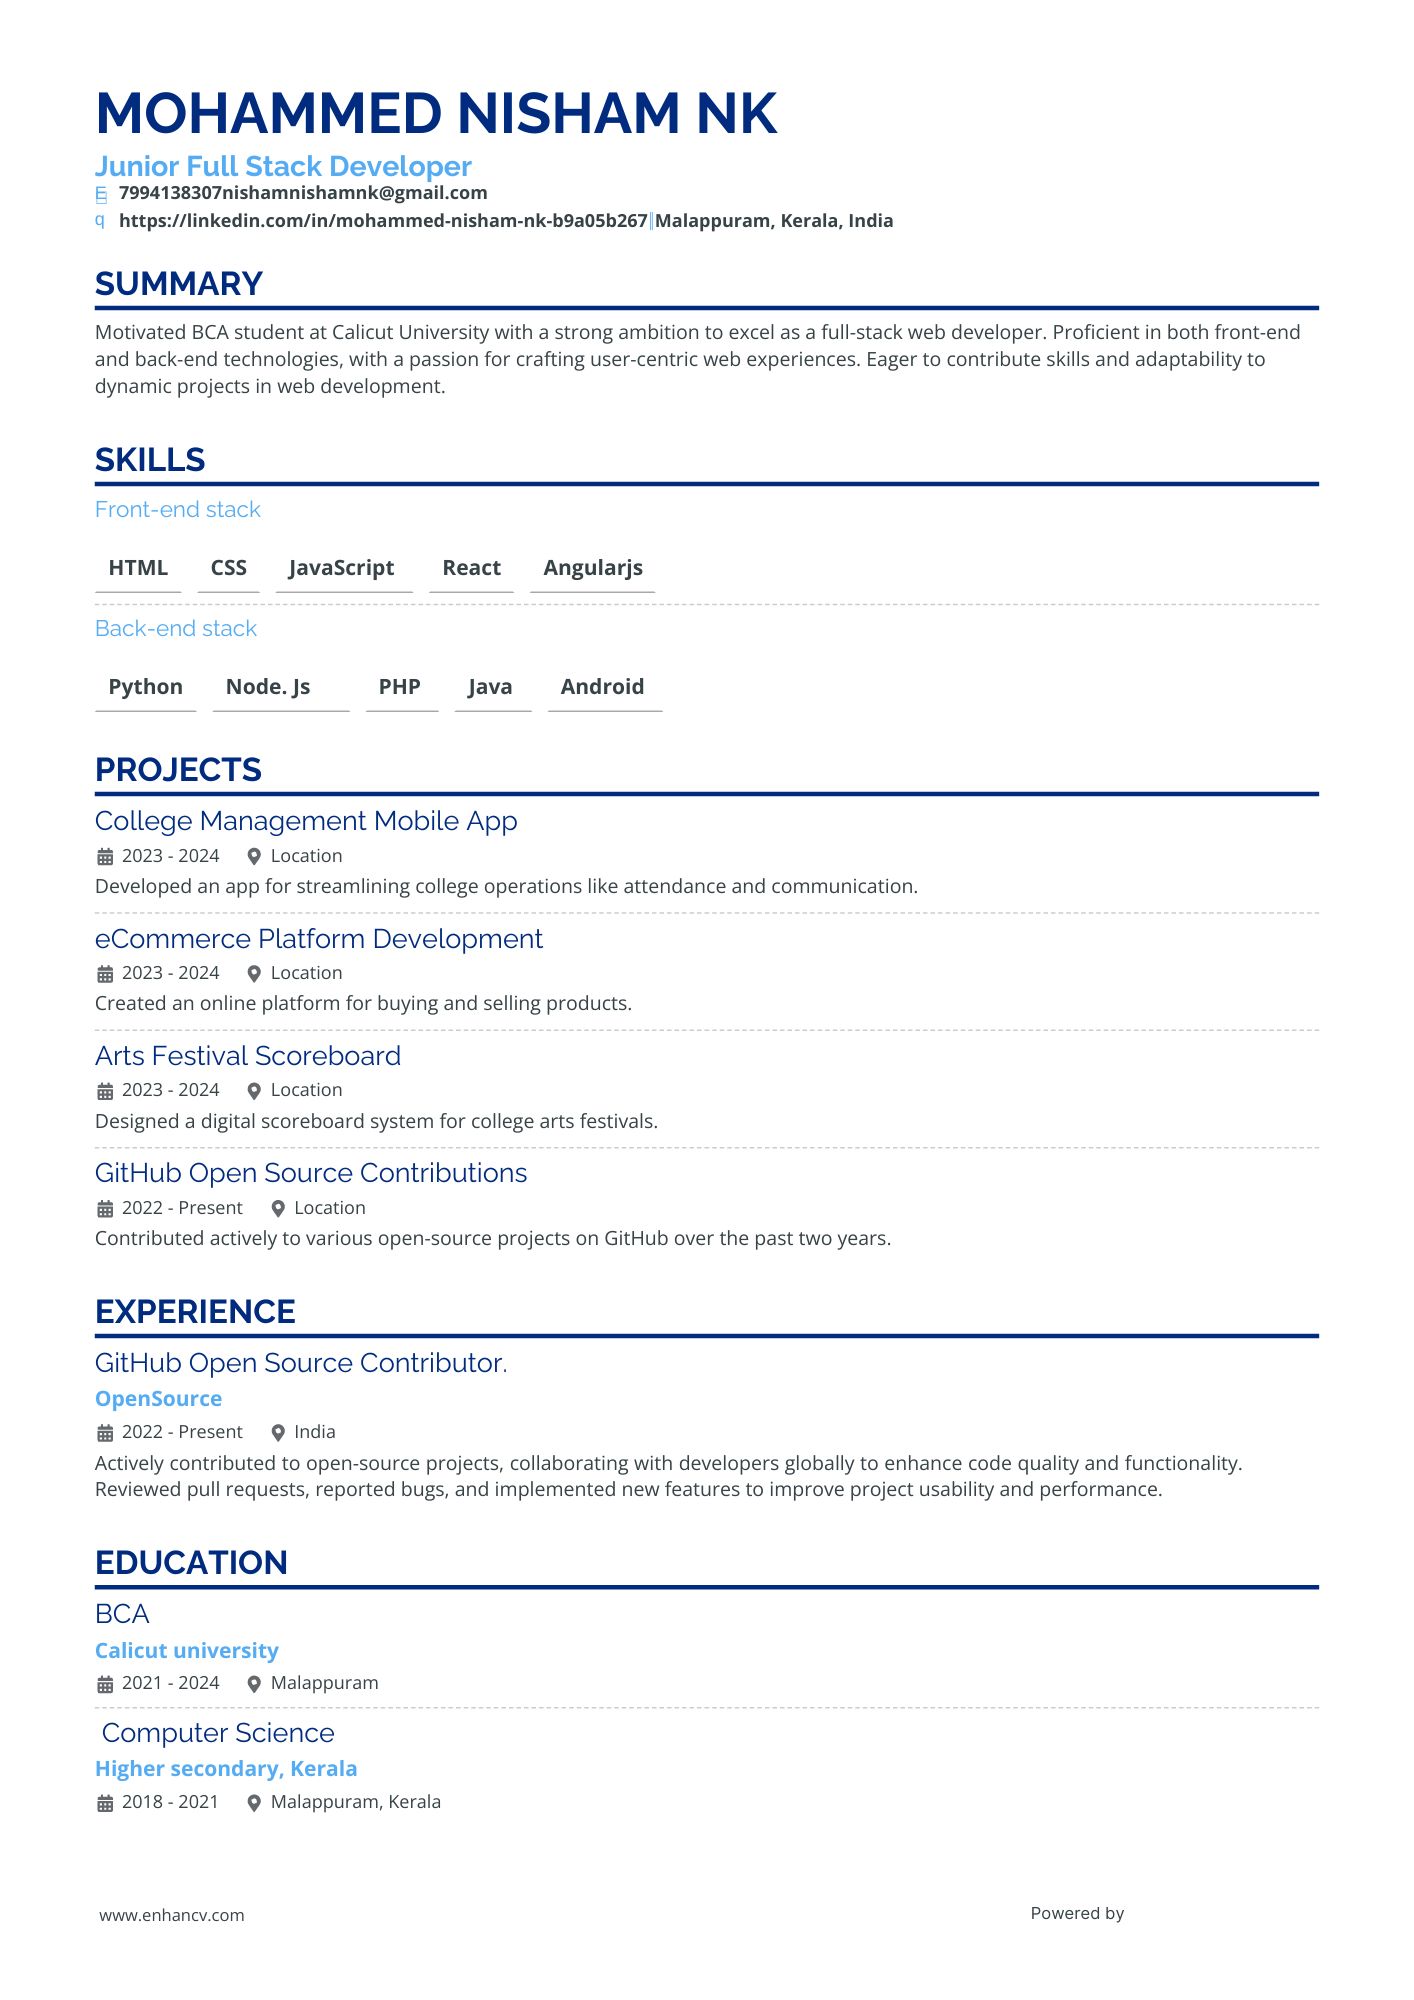 MOHAMMED NISHAM NK
Junior Full Stack Developer
E 7994138307nishamnishamnk@gmail.com
q https://linkedin.com/in/mohammed-nisham-nk-b9a05b267 Malappuram, Kerala, India
SUMMARY
Motivated BCA student at Calicut University with a strong ambition to excel as a full-stack web developer. Proficient in both front-end
and back-end technologies, with a passion for crafting user-centric web experiences. Eager to contribute skills and adaptability to
dynamic projects in web development.
SKILLS
Front-end stack
HTML CSS JavaScript React Angularjs
Back-end stack
Python Node. Js PHP Java Android
PROJECTS
College Management Mobile App
2023 - 2024 Location
Developed an app for streamlining college operations like attendance and communication.
eCommerce Platform Development
2023 - 2024 Location
Created an online platform for buying and selling products.
Arts Festival Scoreboard
2023 - 2024 Location
Designed a digital scoreboard system for college arts festivals.
GitHub Open Source Contributions
2022 - Present Location
Contributed actively to various open-source projects on GitHub over the past two years.
EXPERIENCE
GitHub Open Source Contributor.
OpenSource
2022 - Present India
Actively contributed to open-source projects, collaborating with developers globally to enhance code quality and functionality.
Reviewed pull requests, reported bugs, and implemented new features to improve project usability and performance.
EDUCATION
BCA
Calicut university
2021 - 2024 Malappuram
Computer Science
Higher secondary, Kerala
2018 - 2021 Malappuram, Kerala
www.enhancv.com Powered by